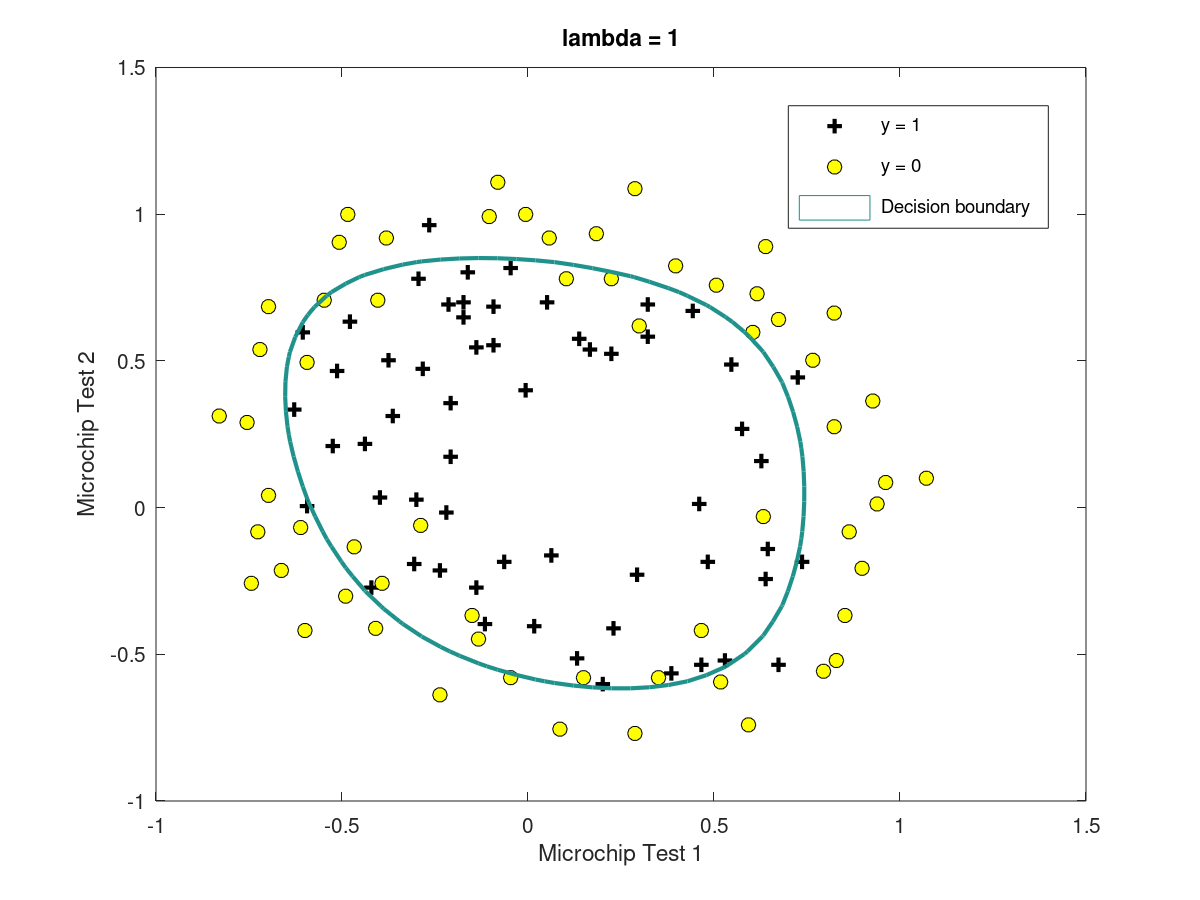 lambda = 1
1.5
y = 1
y = 0
1
Decision boundary
0.5
Microchip Test 2
0
-0.5
-1
-1
-0.5
0
0.5
1
1.5
Microchip Test 1